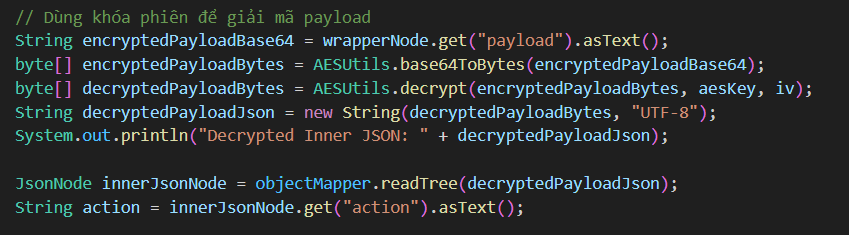 // Dùng khóa phiên để giải mã payload
String encryptedPayloadBase64 = wrapperNode.get("payload").asText();
byte[] encryptedPayloadBytes = AESUtils.base64ToBytes(encryptedPayloadBase64);
byte[] decryptedPayloadBytes = AESUtils.decrypt(encryptedPayloadBytes, aesKey, iv);
String decryptedPayloadJson = new String(decryptedPayloadBytes, "UTF-8");
System.out.println("Decrypted Inner JSON: " + decryptedPayloadJson);
JsonNode innerJsonNode = objectMapper.readTree(decryptedPayloadJson);
String action = innerJsonNode.get("action").asText();